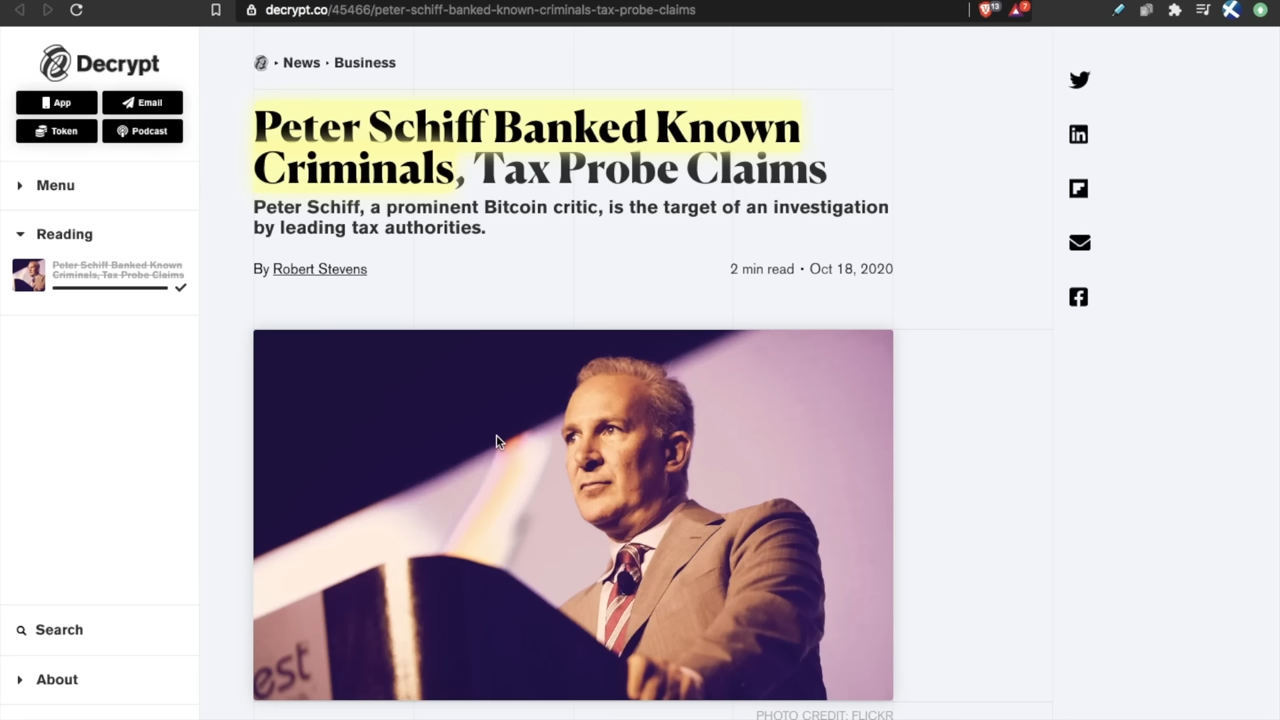 decrypt.co/45466/peter-schiff-banked-known-criminals-tax-probe-claims
13
7
Decrypt
App
Email
Token
Podcast
Menu
Reading
Peter Schiff Banked Known
Criminals, Tax Probe Claims
Search
About
News · Business
Peter Schiff Banked Known
Criminals, Tax Probe Claims
Peter Schiff, a prominent Bitcoin critic, is the target of an investigation
by leading tax authorities.
By Robert Stevens
2 min read • Oct 18, 2020
est
PHOTO CREDIT: FLICKR